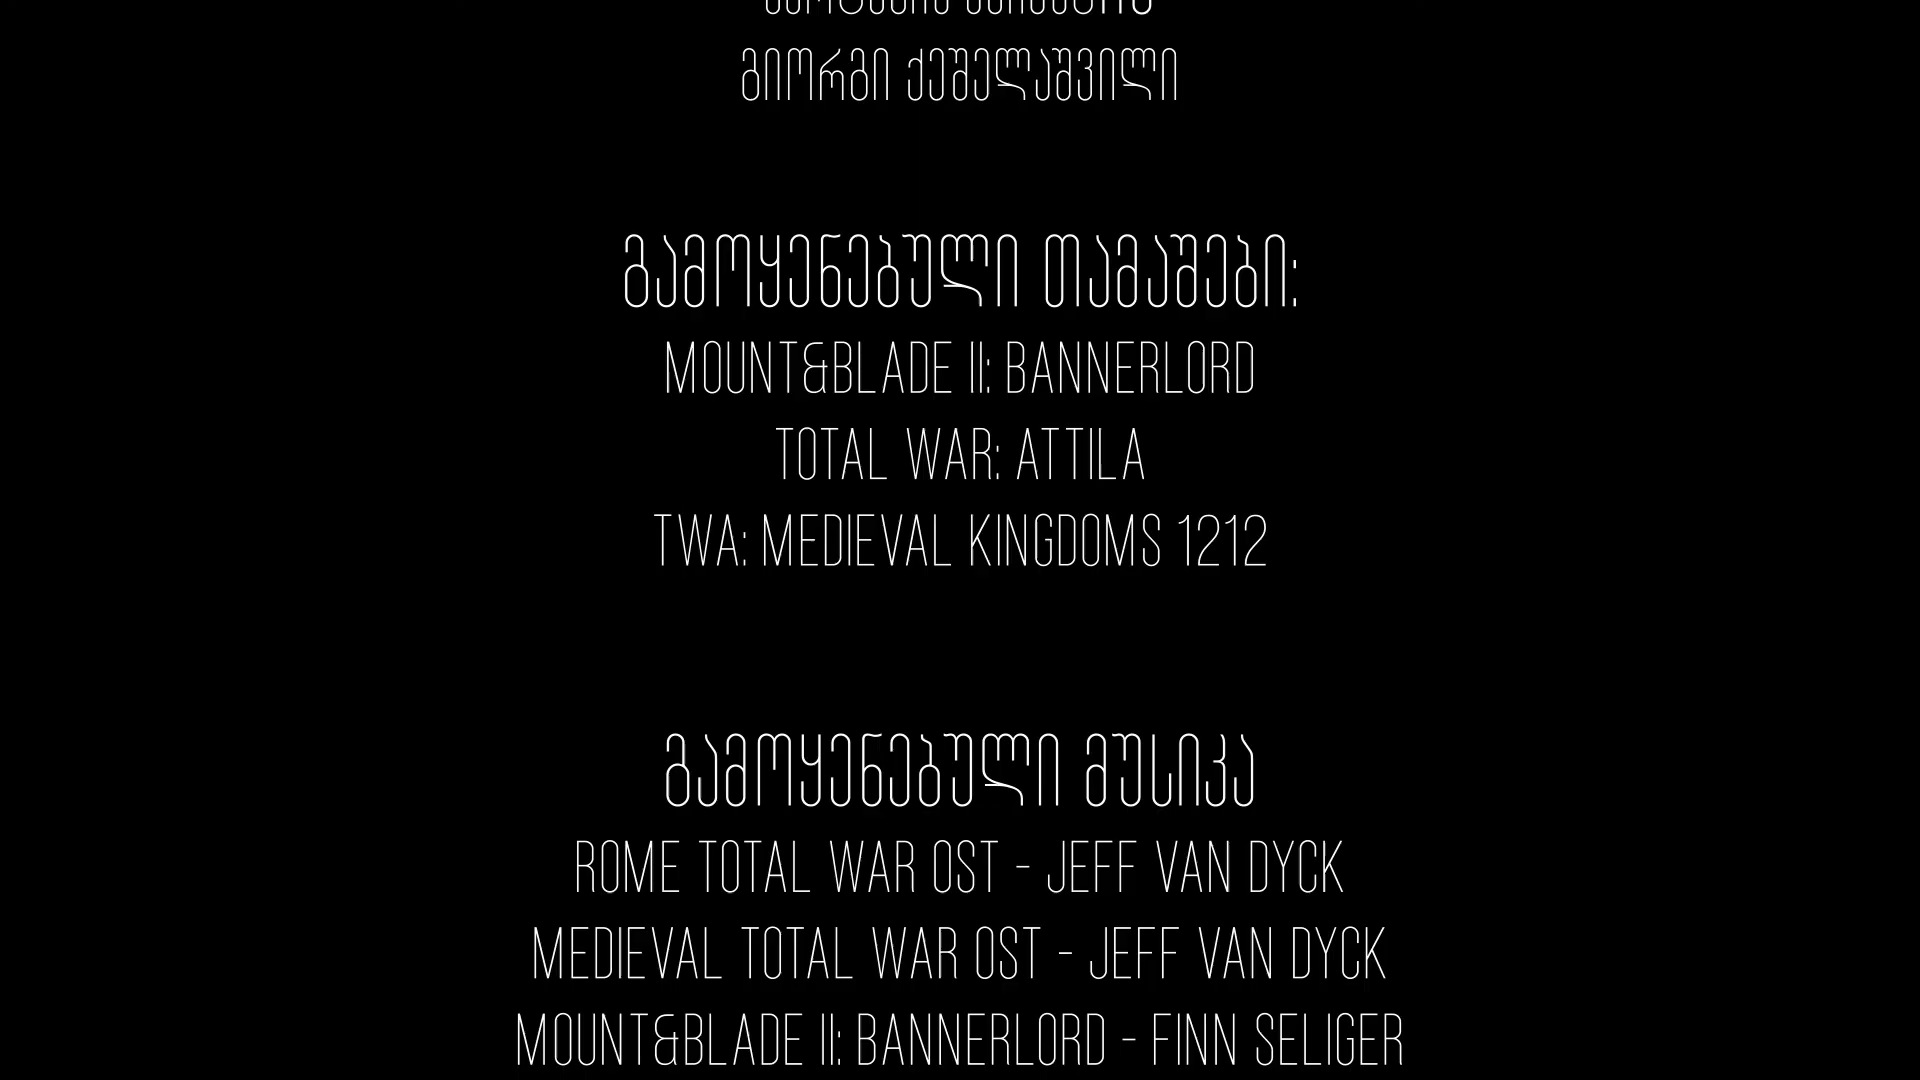 გიორგი ქეშელაშვილი
გამოყენებული თამაშები:
MOUNT&BLADE II: BANNERLORD
TOTAL WAR: ATTILA
TWA: MEDIEVAL KINGDOMS 1212
გამოყენებული მუსიკა
ROME TOTAL WAR OST - JEFF VAN DYCK
MEDIEVAL TOTAL WAR OST - JEFF VAN DYCK
MOUNT&BLADE II: BANNERLORD - FINN SELIGER